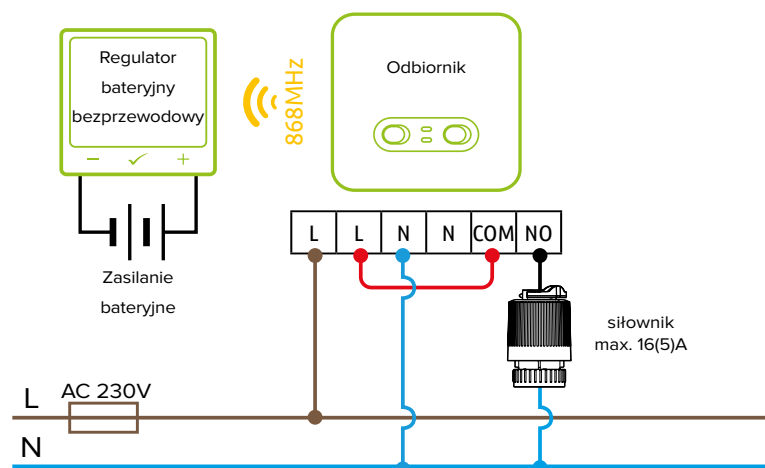 Regulator
bateryjny
bezprzewodowy
− ✓ +
868MHz
Odbiornik
L L N N COM NO
Zasilanie
bateryjne
siłownik
max. 16(5)A
L
AC 230V
N